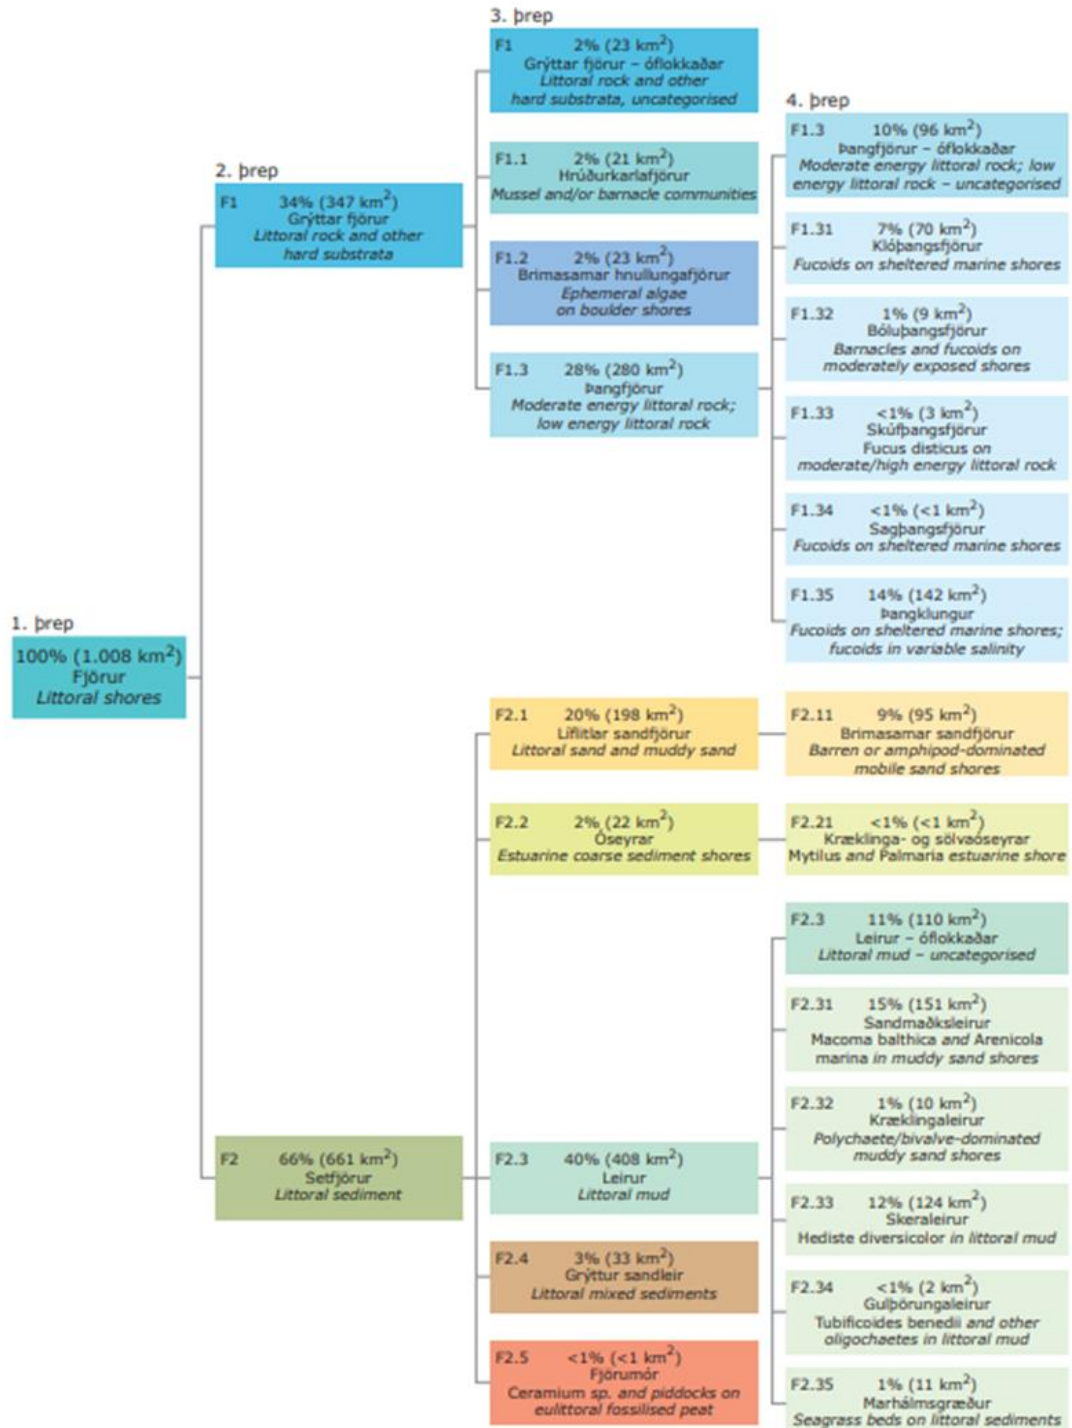 1. þrep
100% (1.008 km²)
Fjörur
Littoral shores
2. þrep
F1 34% (347 km²)
Grýttar fjörur
Littoral rock and other
hard substrata
F2 66% (661 km²)
Setfjörur
Littoral sediment
3. þrep
F1 2% (23 km²)
Grýttar fjörur – óflokkaðar
Littoral rock and other
hard substrata, uncategorised
F1.1 2% (21 km²)
Hrúðurkarlafjörur
Mussel and/or barnacle communities
F1.2 2% (23 km²)
Brimasamar hnullungafjörur
Ephemeral algae
on boulder shores
F1.3 28% (280 km²)
Þangfjörur
Moderate energy littoral rock;
low energy littoral rock
F2.1 20% (198 km²)
Líflitlar sandfjörur
Littoral sand and muddy sand
F2.2 2% (22 km²)
Óseyrar
Estuarine coarse sediment shores
F2.3 40% (408 km²)
Leirur
Littoral mud
F2.4 3% (33 km²)
Grýttur sandleir
Littoral mixed sediments
F2.5 <1% (<1 km²)
Fjörumór
Ceramium sp. and piddocks on
eulittoral fossilised peat
4. þrep
F1.3 10% (96 km²)
Þangfjörur – óflokkaðar
Moderate energy littoral rock; low
energy littoral rock – uncategorised
F1.31 7% (70 km²)
Klóþangsfjörur
Fucoids on sheltered marine shores
F1.32 1% (9 km²)
Bóluþangsfjörur
Barnacles and fucoids on
moderately exposed shores
F1.33 <1% (3 km²)
Skúfþangsfjörur
Fucus disticus on
moderate/high energy littoral rock
F1.34 <1% (<1 km²)
Sagþangsfjörur
Fucoids on sheltered marine shores
F1.35 14% (142 km²)
Þangklungur
Fucoids on sheltered marine shores;
fucoids in variable salinity
F2.11 9% (95 km²)
Brimasamar sandfjörur
Barren or amphipod-dominated
mobile sand shores
F2.21 <1% (<1 km²)
Kræklinga- og sölvaóseyrar
Mytilus and Palmaria estuarine shore
F2.3 11% (110 km²)
Leirur – óflokkaðar
Littoral mud – uncategorised
F2.31 15% (151 km²)
Sandmaðksleirur
Macoma balthica and Arenicola
marina in muddy sand shores
F2.32 1% (10 km²)
Kræklingaleirur
Polychaete/bivalve-dominated
muddy sand shores
F2.33 12% (124 km²)
Skeraleirur
Hediste diversicolor in littoral mud
F2.34 <1% (2 km²)
Gulþörungaleirur
Tubificoides benedii and other
oligochaetes in littoral mud
F2.35 1% (11 km²)
Marhálmsgræður
Seagrass beds on littoral sediments